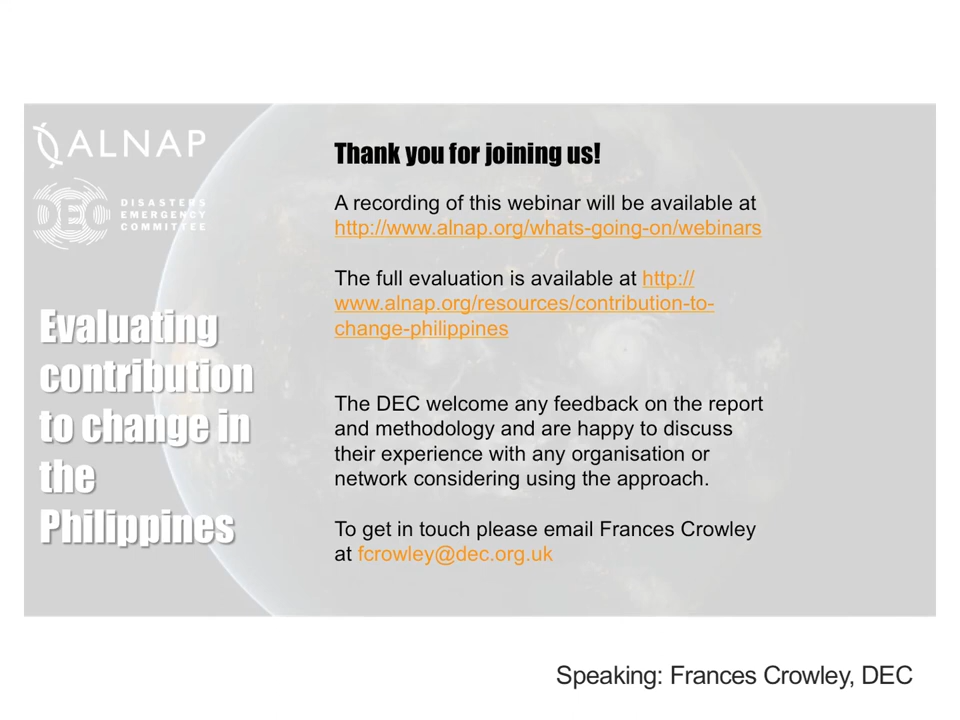 ALNAP
DEC
DISASTERS
EMERGENCY
COMMITTEE
Evaluating
contribution
to change in
the
Philippines
Thank you for joining us!
A recording of this webinar will be available at
http://www.alnap.org/whats-going-on/webinars
The full evaluation is available at http://
www.alnap.org/resources/contribution-to-
change-philippines
The DEC welcome any feedback on the report
and methodology and are happy to discuss
their experience with any organisation or
network considering using the approach.
To get in touch please email Frances Crowley
at fcrowley@dec.org.uk
Speaking: Frances Crowley, DEC